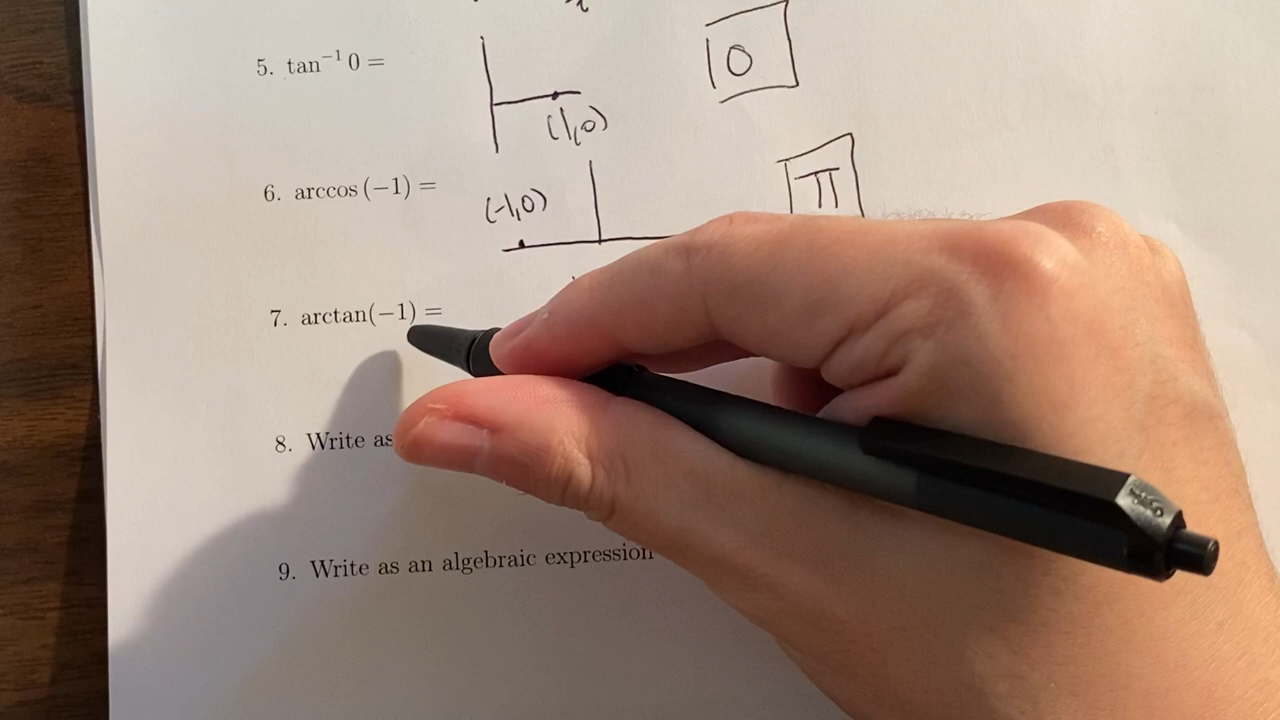 5. tan⁻¹ 0 =
(1,0)
0
6. arccos (−1) =
(-1,0)
π
7. arctan(−1) =
8. Write as
9. Write as an algebraic expression